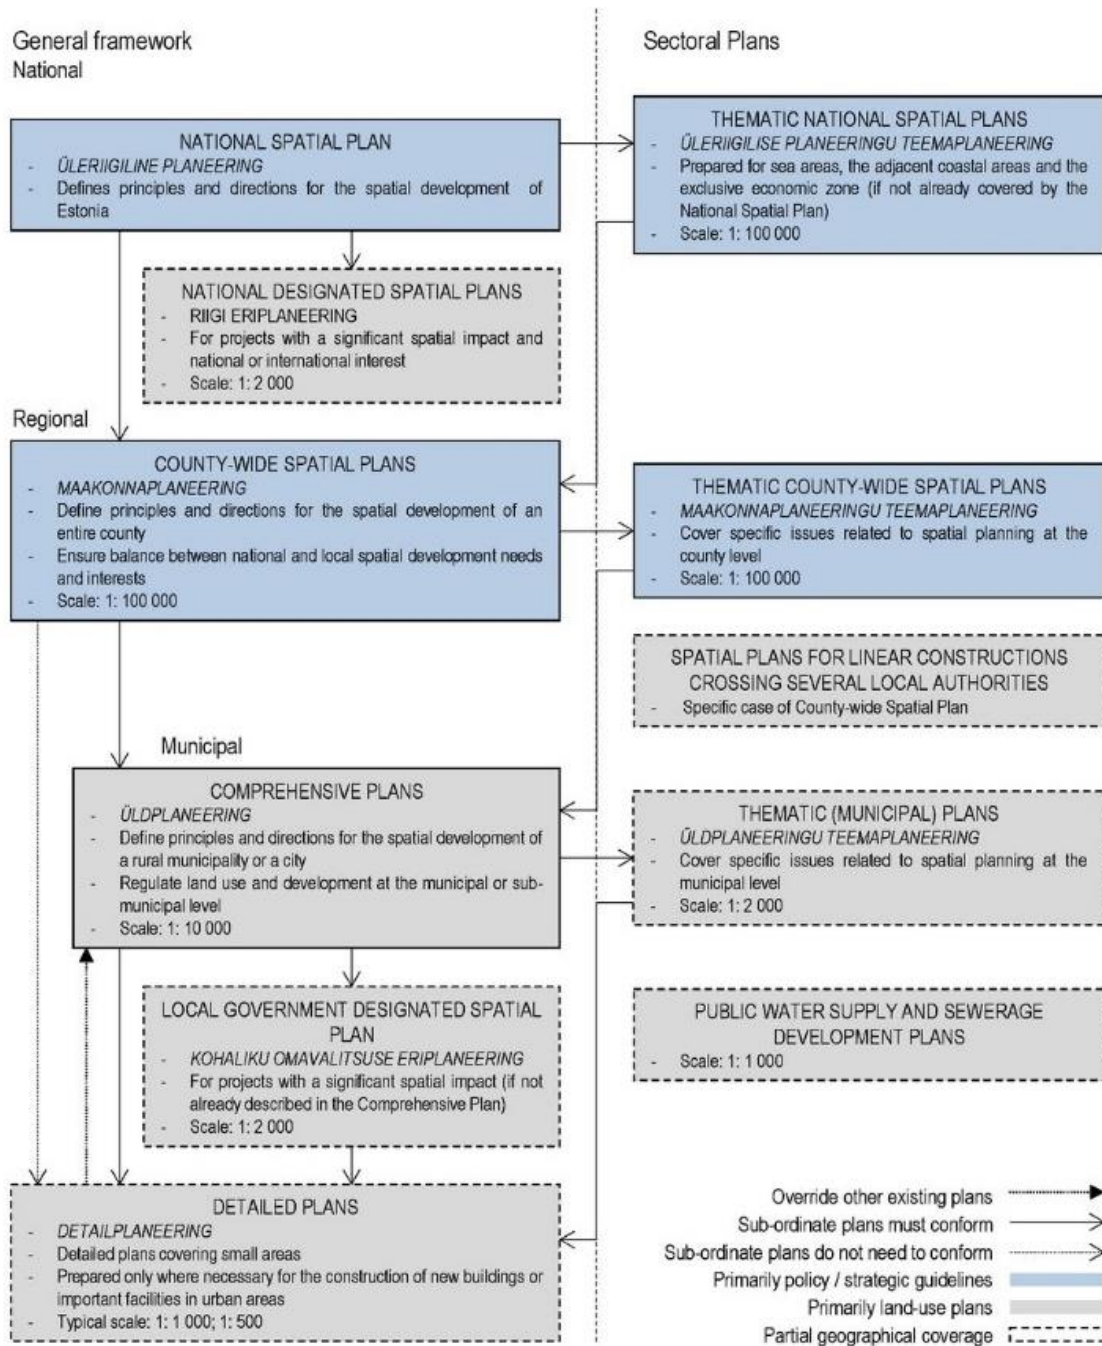 General framework
National
NATIONAL SPATIAL PLAN
- ÜLERIIGILINE PLANEERING
- Defines principles and directions for the spatial development of
Estonia
NATIONAL DESIGNATED SPATIAL PLANS
- RIIGI ERIPLANEERING
- For projects with a significant spatial impact and
national or international interest
- Scale: 1: 2 000
Regional
COUNTY-WIDE SPATIAL PLANS
- MAAKONNAPLANEERING
- Define principles and directions for the spatial development of an
entire county
- Ensure balance between national and local spatial development needs
and interests
- Scale: 1: 100 000
Municipal
COMPREHENSIVE PLANS
- ÜLDPLANEERING
- Define principles and directions for the spatial development of
a rural municipality or a city
- Regulate land use and development at the municipal or sub-
municipal level
- Scale: 1: 10 000
LOCAL GOVERNMENT DESIGNATED SPATIAL
PLAN
- KOHALIKU OMAVALITSUSE ERIPLANEERING
- For projects with a significant spatial impact (if not
already described in the Comprehensive Plan)
- Scale: 1: 2 000
DETAILED PLANS
- DETAILPLANEERING
- Detailed plans covering small areas
- Prepared only where necessary for the construction of new buildings or
important facilities in urban areas
- Typical scale: 1: 1 000; 1: 500
Sectoral Plans
THEMATIC NATIONAL SPATIAL PLANS
- ÜLERIIGILISE PLANEERINGU TEEMAPLANEERING
- Prepared for sea areas, the adjacent coastal areas and the
exclusive economic zone (if not already covered by the
National Spatial Plan)
- Scale: 1: 100 000
THEMATIC COUNTY-WIDE SPATIAL PLANS
- MAAKONNAPLANEERINGU TEEMAPLANEERING
- Cover specific issues related to spatial planning at the
county level
- Scale: 1: 100 000
SPATIAL PLANS FOR LINEAR CONSTRUCTIONS
CROSSING SEVERAL LOCAL AUTHORITIES
- Specific case of County-wide Spatial Plan
THEMATIC (MUNICIPAL) PLANS
- ÜLDPLANEERINGU TEEMAPLANEERING
- Cover specific issues related to spatial planning at the
municipal level
- Scale: 1: 2 000
PUBLIC WATER SUPPLY AND SEWERAGE
DEVELOPMENT PLANS
- Scale: 1: 1 000
Override other existing plans
Sub-ordinate plans must conform
Sub-ordinate plans do not need to conform
Primarily policy / strategic guidelines
Primarily land-use plans
Partial geographical coverage